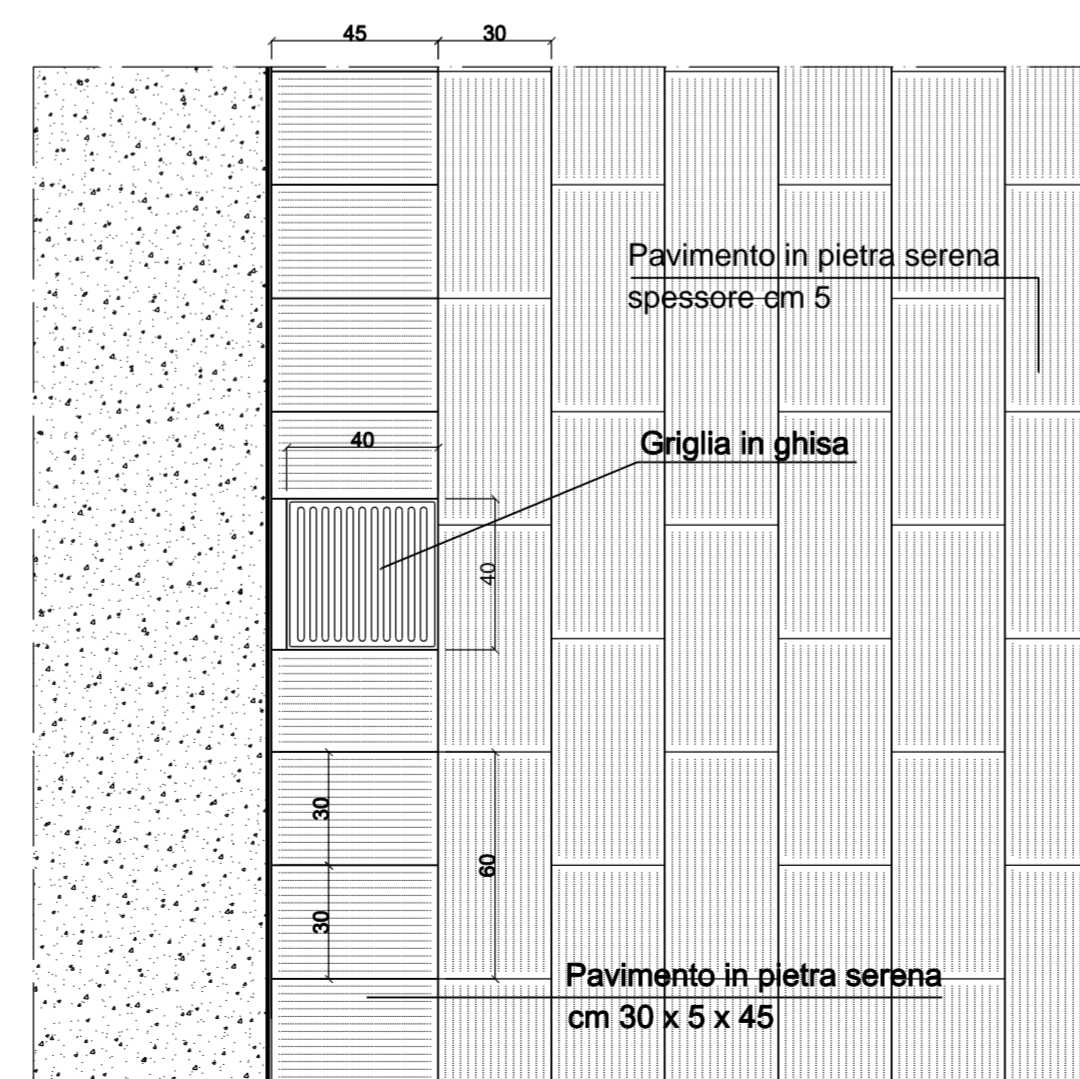 45
30
Pavimento in pietra serena
spessore cm 5
40
Griglia in ghisa
40
30
60
30
Pavimento in pietra serena
cm 30 x 5 x 45